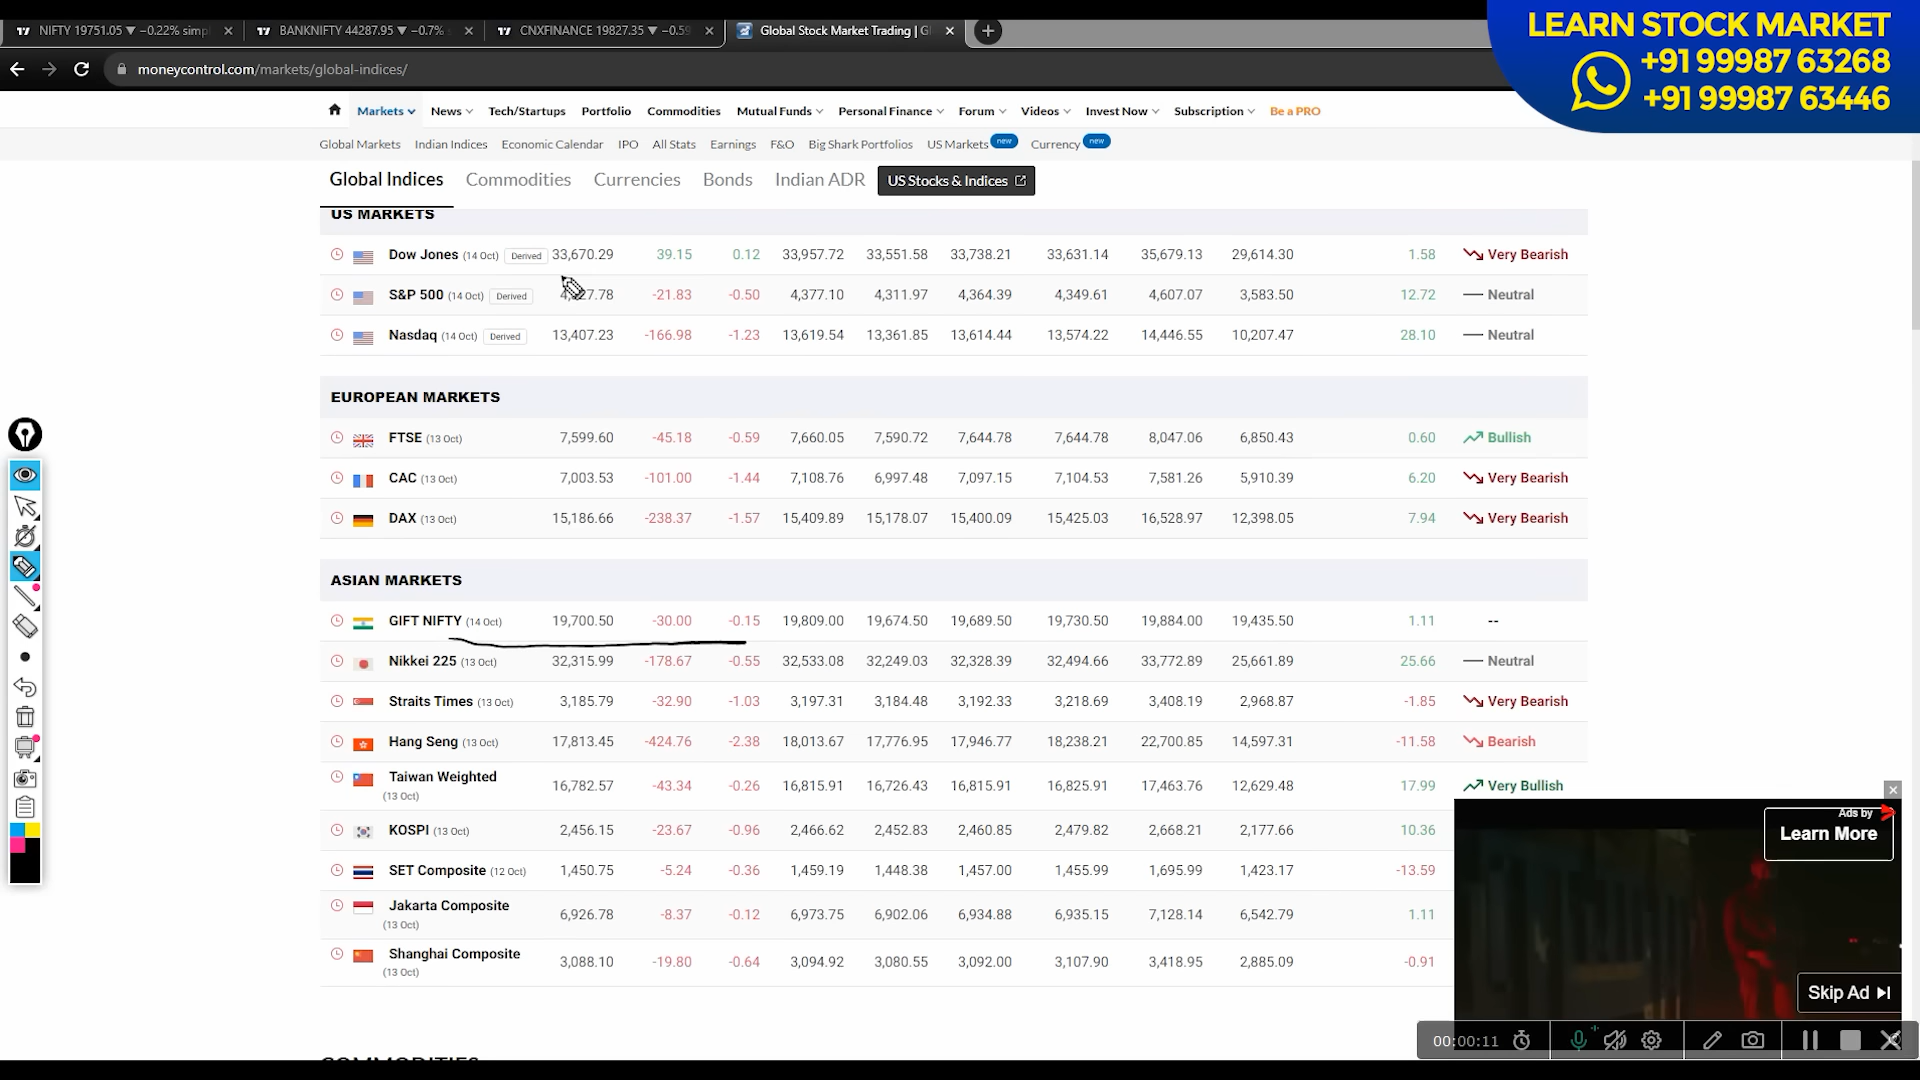 NIFTY 19751.05 ▼ −0.22% simpl
BANKNIFTY 44287.95 ▼ −0.7%
CNXFINANCE 19827.35 ▼ −0.59
Global Stock Market Trading | Gl
LEARN STOCK MARKET
+91 99987 63268
+91 99987 63446
moneycontrol.com/markets/global-indices/
Markets News Tech/Startups Portfolio Commodities Mutual Funds Personal Finance Forum Videos Invest Now Subscription Be a PRO
Global Markets Indian Indices Economic Calendar IPO All Stats Earnings F&O Big Shark Portfolios US Markets new Currency new
Global Indices Commodities Currencies Bonds Indian ADR US Stocks & Indices
US MARKETS
Dow Jones (14 Oct) Derived 33,670.29 39.15 0.12 33,957.72 33,551.58 33,738.21 33,631.14 35,679.13 29,614.30 1.58 Very Bearish
S&P 500 (14 Oct) Derived -21.83 -0.50 4,377.10 4,311.97 4,364.39 4,349.61 4,607.07 3,583.50 12.72 Neutral
Nasdaq (14 Oct) Derived 13,407.23 -166.98 -1.23 13,619.54 13,361.85 13,614.44 13,574.22 14,446.55 10,207.47 28.10 Neutral
EUROPEAN MARKETS
FTSE (13 Oct) 7,599.60 -45.18 -0.59 7,660.05 7,590.72 7,644.78 7,644.78 8,047.06 6,850.43 0.60 Bullish
CAC (13 Oct) 7,003.53 -101.00 -1.44 7,108.76 6,997.48 7,097.15 7,104.53 7,581.26 5,910.39 6.20 Very Bearish
DAX (13 Oct) 15,186.66 -238.37 -1.57 15,409.89 15,178.07 15,400.09 15,425.03 16,528.97 12,398.05 7.94 Very Bearish
ASIAN MARKETS
GIFT NIFTY (14 Oct) 19,700.50 -30.00 -0.15 19,809.00 19,674.50 19,689.50 19,730.50 19,884.00 19,435.50 1.11 --
Nikkei 225 (13 Oct) 32,315.99 -178.67 -0.55 32,533.08 32,249.03 32,328.39 32,494.66 33,772.89 25,661.89 25.66 Neutral
Straits Times (13 Oct) 3,185.79 -32.90 -1.03 3,197.31 3,184.48 3,192.33 3,218.69 3,408.19 2,968.87 -1.85 Very Bearish
Hang Seng (13 Oct) 17,813.45 -424.76 -2.38 18,013.67 17,776.95 17,946.77 18,238.21 22,700.85 14,597.31 -11.58 Bearish
Taiwan Weighted
(13 Oct) 16,782.57 -43.34 -0.26 16,815.91 16,726.43 16,815.91 16,825.91 17,463.76 12,629.48 17.99 Very Bullish
KOSPI (13 Oct) 2,456.15 -23.67 -0.96 2,466.62 2,452.83 2,460.85 2,479.82 2,668.21 2,177.66 10.36
SET Composite (12 Oct) 1,450.75 -5.24 -0.36 1,459.19 1,448.38 1,457.00 1,455.99 1,695.99 1,423.17 -13.59
Jakarta Composite
(13 Oct) 6,926.78 -8.37 -0.12 6,973.75 6,902.06 6,934.88 6,935.15 7,128.14 6,542.79 1.11
Shanghai Composite
(13 Oct) 3,088.10 -19.80 -0.64 3,094.92 3,080.55 3,092.00 3,107.90 3,418.95 2,885.09 -0.91
Ads by
Learn More
Skip Ad
00:00:11